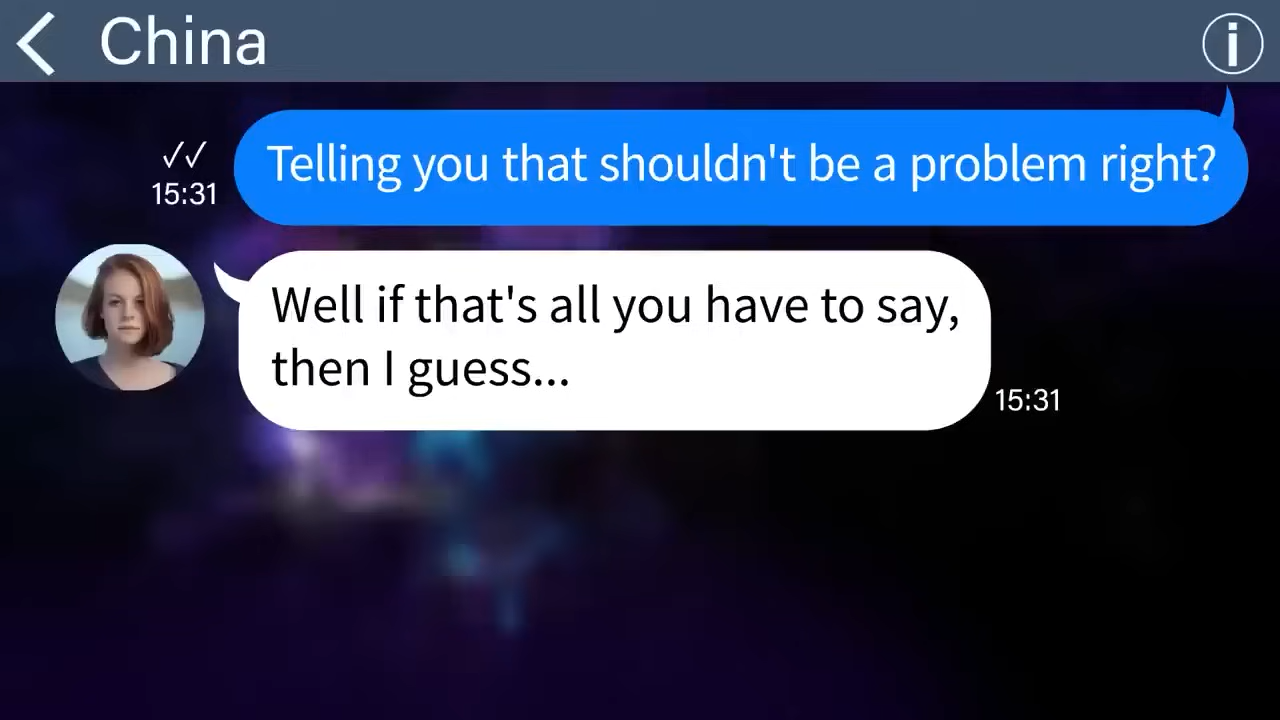 China
Telling you that shouldn't be a problem right?
15:31
Well if that's all you have to say,
then I guess...
15:31